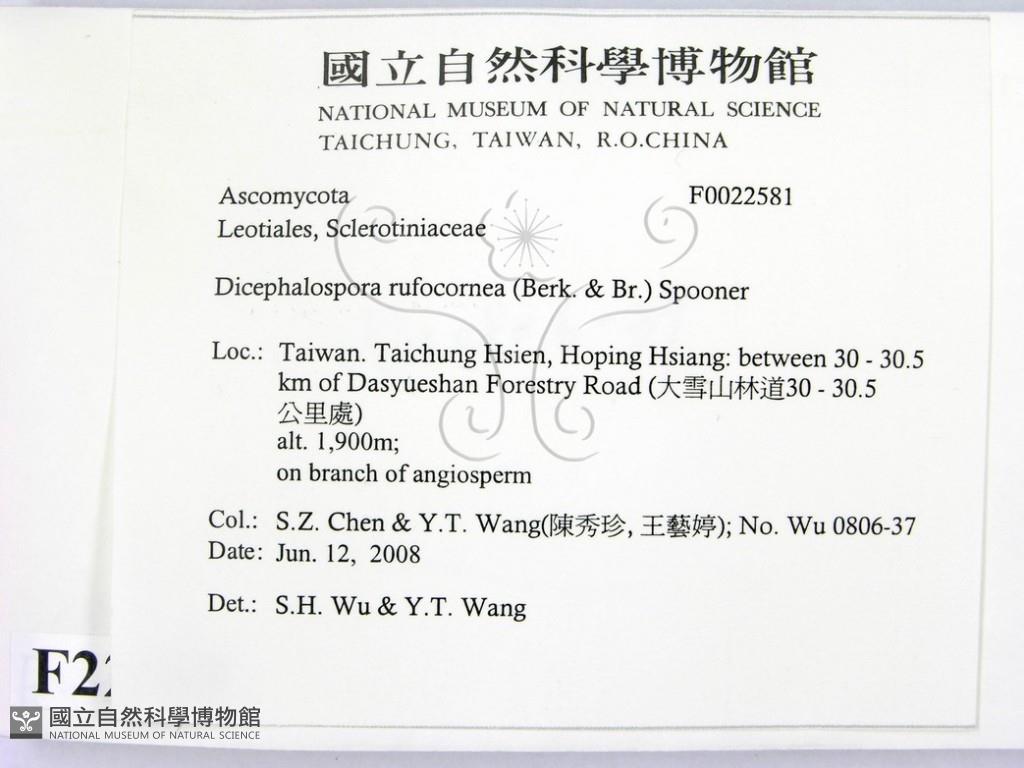 國立自然科學博物館
NATIONAL MUSEUM OF NATURAL SCIENCE
TAICHUNG, TAIWAN, R.O.CHINA
Ascomycota F0022581
Leotiales, Sclerotiniaceae
Dicephalospora rufocornea (Berk. & Br.) Spooner
Loc.: Taiwan. Taichung Hsien, Hoping Hsiang: between 30 - 30.5
km of Dasyueshan Forestry Road (大雪山林道30 - 30.5
公里處)
alt. 1,900m;
on branch of angiosperm
Col.: S.Z. Chen & Y.T. Wang(陳秀珍, 王藝婷); No. Wu 0806-37
Date: Jun. 12, 2008
Det.: S.H. Wu & Y.T. Wang
F22
國立自然科學博物館
NATIONAL MUSEUM OF NATURAL SCIENCE